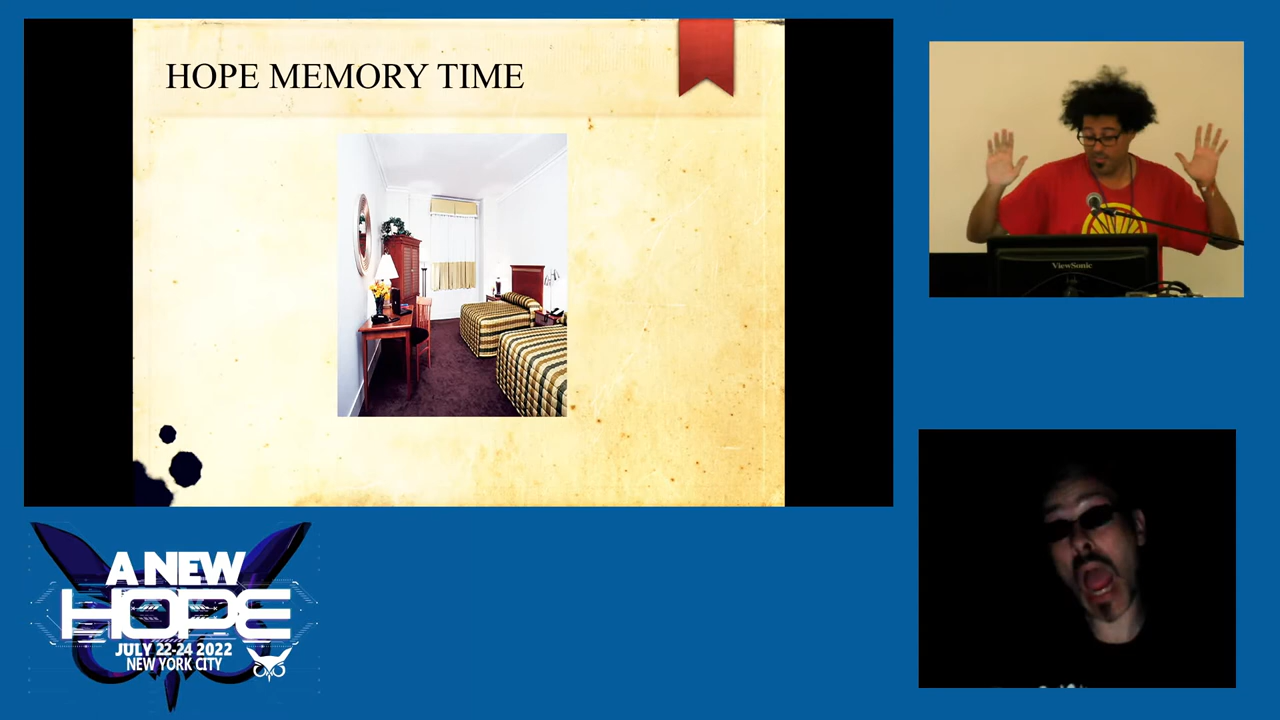 HOPE MEMORY TIME
ViewSonic
A NEW
HOPE
JULY 22-24 2022
NEW YORK CITY